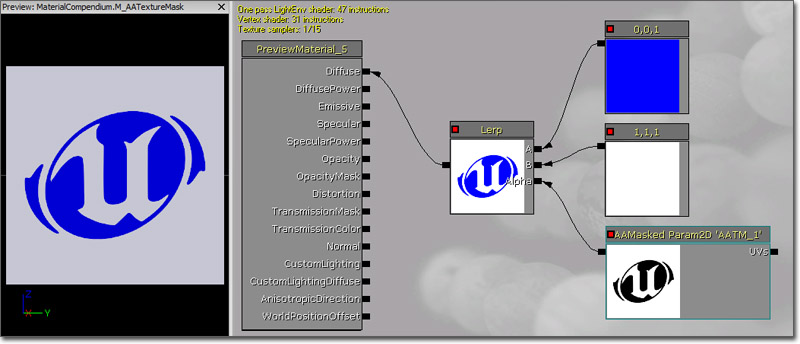 Preview: MaterialCompendium.M_AATextureMask
X
One pass LightEnv shader: 47 instructions
Vertex shader: 31 instructions
Texture samplers: 1/15
PreviewMaterial_5
Diffuse
DiffusePower
Emissive
Specular
SpecularPower
Opacity
OpacityMask
Distortion
TransmissionMask
TransmissionColor
Normal
CustomLighting
CustomLightingDiffuse
AnisotropicDirection
WorldPositionOffset
Lerp
A
B
Alpha
0,0,1
1,1,1
AAMasked Param2D 'AATM_1'
UVs
Z
X
Y